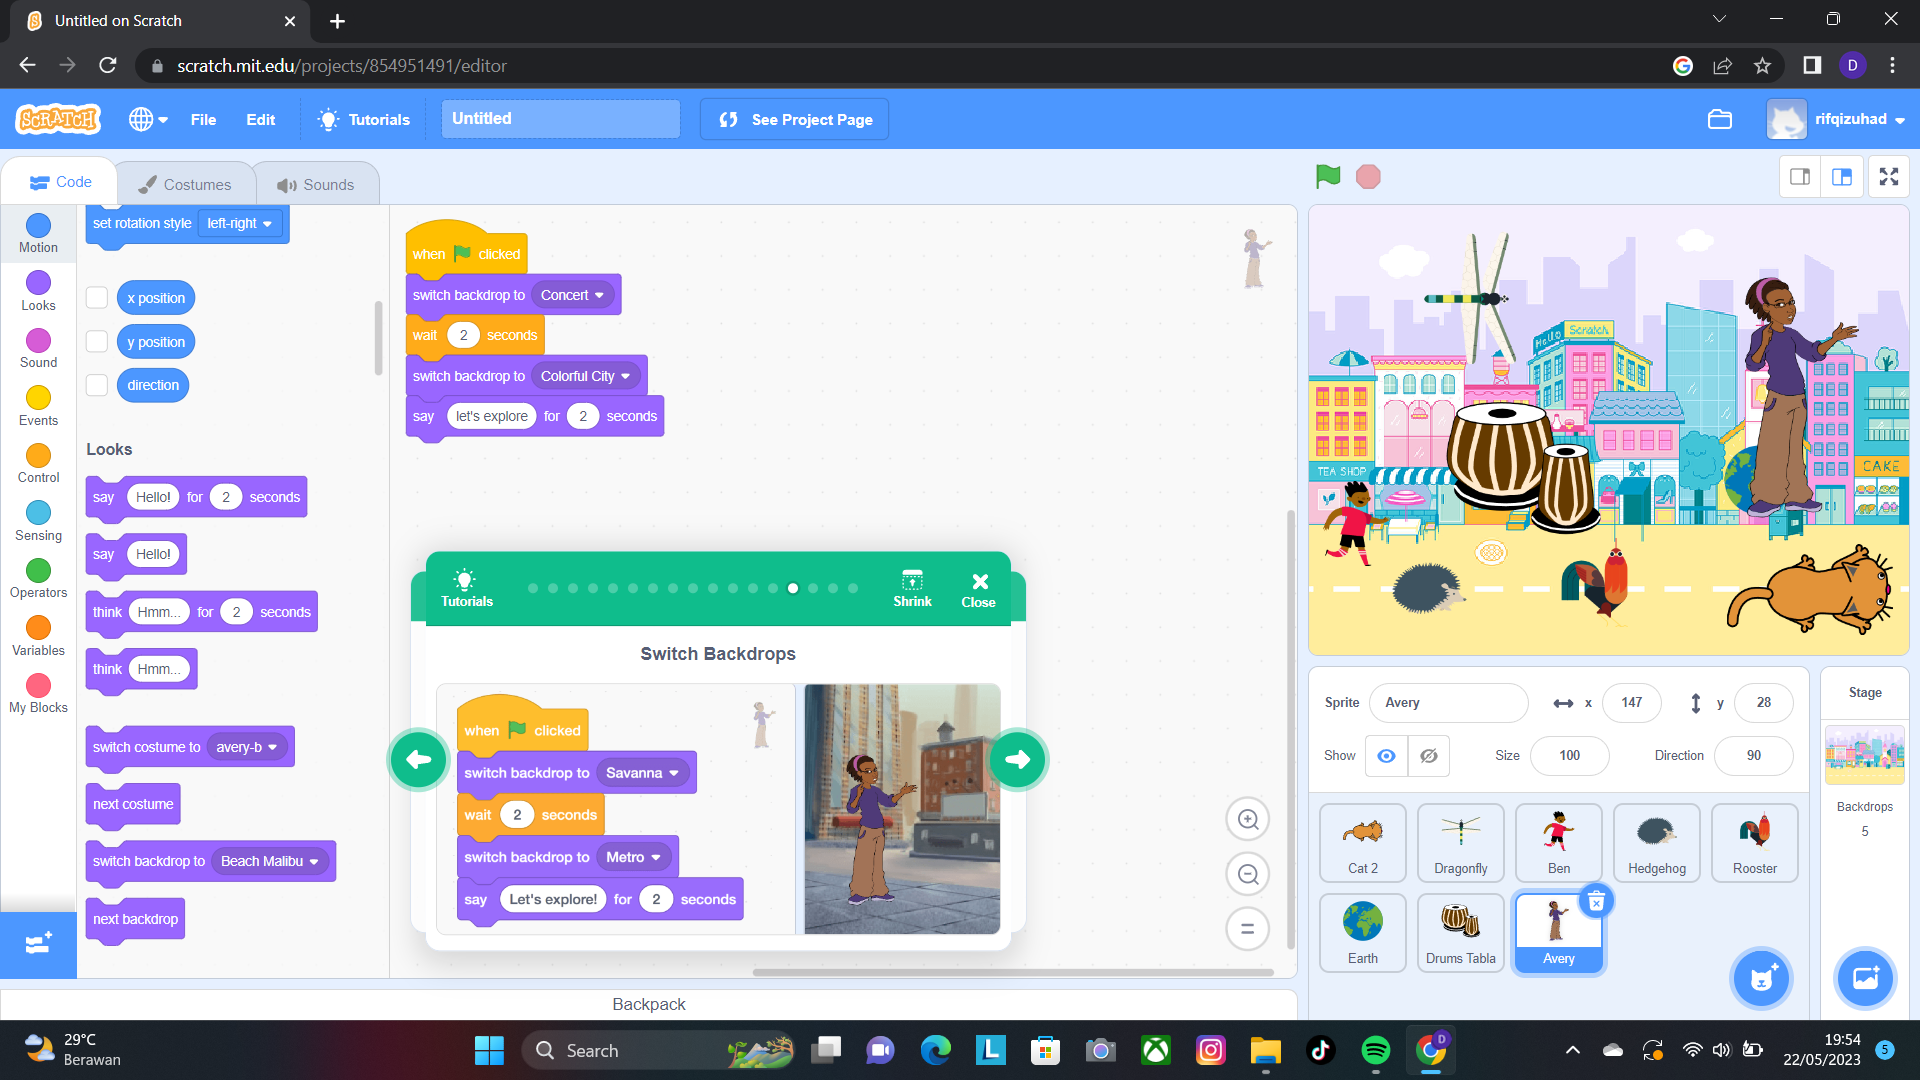 Untitled on Scratch
scratch.mit.edu/projects/854951491/editor
D
SCRATCH
File
Edit
Tutorials
Untitled
See Project Page
rifqizuhad
Code
Costumes
Sounds
Motion
Looks
Sound
Events
Control
Sensing
Operators
Variables
My Blocks
set rotation style left-right
x position
y position
direction
Looks
say Hello! for 2 seconds
say Hello!
think Hmm... for 2 seconds
think Hmm...
switch costume to avery-b
next costume
switch backdrop to Beach Malibu
next backdrop
when clicked
switch backdrop to Concert
wait 2 seconds
switch backdrop to Colorful City
say let's explore for 2 seconds
Tutorials
Shrink
Close
Switch Backdrops
when clicked
switch backdrop to Savanna
wait 2 seconds
switch backdrop to Metro
say Let's explore! for 2 seconds
Backpack
Hello Scratch
TEA SHOP
CAKE
Sprite Avery x 147 y 28
Show Size 100 Direction 90
Cat 2
Dragonfly
Ben
Hedgehog
Rooster
Earth
Drums Tabla
Avery
Stage
Backdrops
5
29°C
Berawan
Search
L
D
19:54
22/05/2023
5